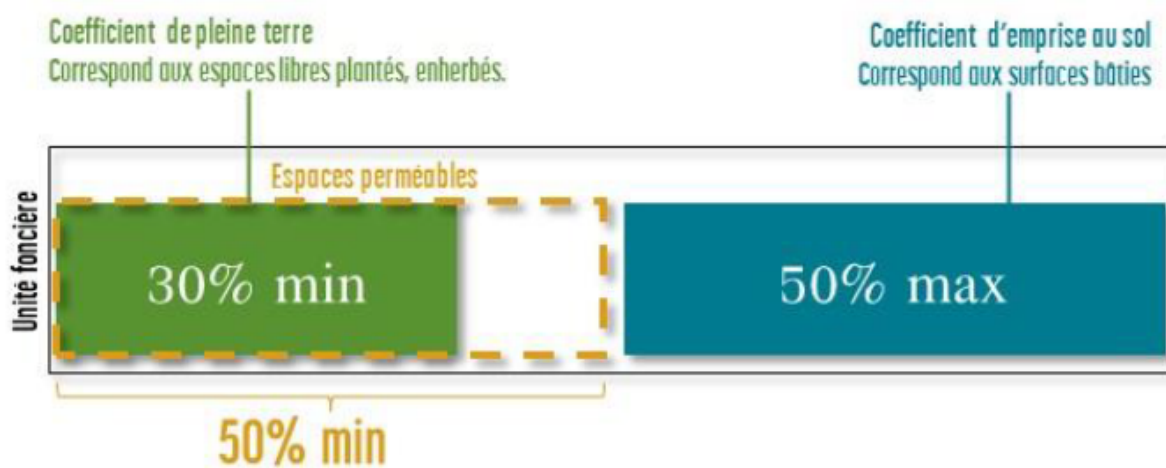 Coefficient de pleine terre
Correspond aux espaces libres plantés, enherbés.
Coefficient d'emprise au sol
Correspond aux surfaces bâties
Espaces perméables
Unité foncière
30% min
50% max
50% min